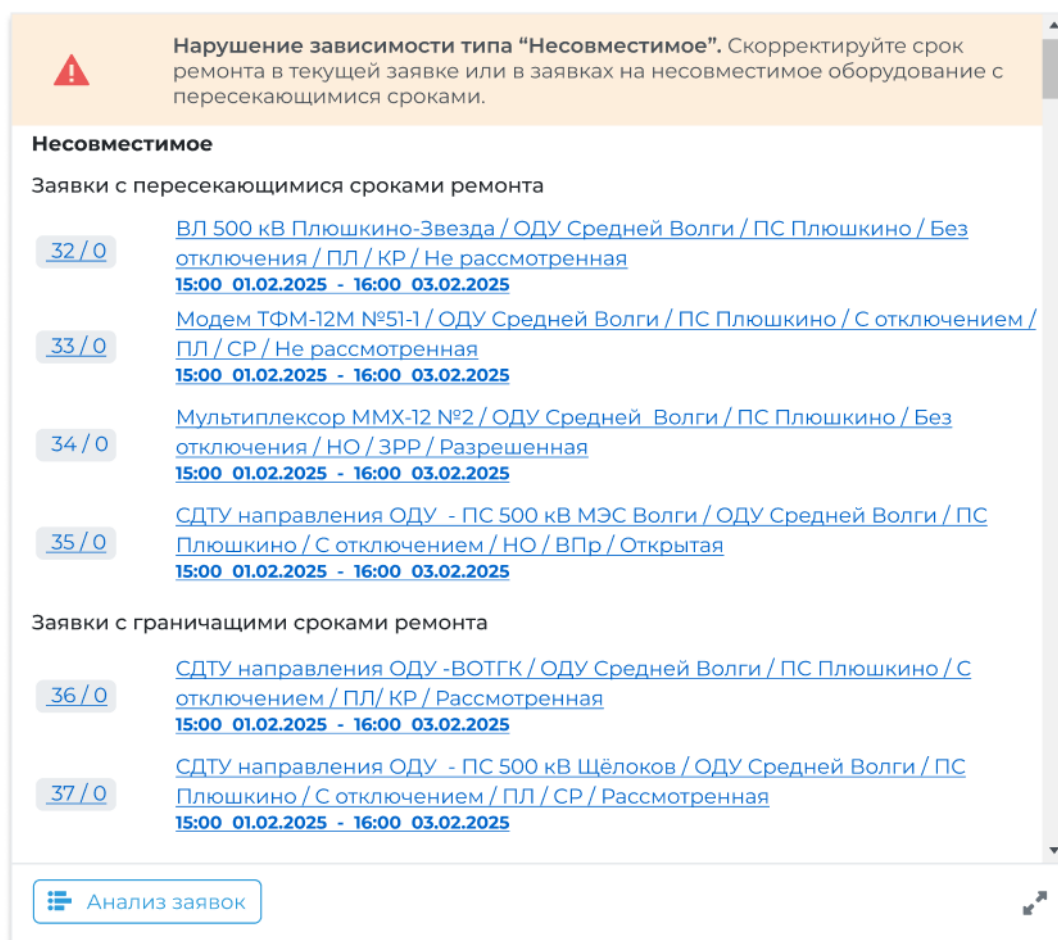 Нарушение зависимости типа “Несовместимое”. Скорректируйте срок
ремонта в текущей заявке или в заявках на несовместимое оборудование с
пересекающимися сроками.
Несовместимое
Заявки с пересекающимися сроками ремонта
32 / 0
ВЛ 500 кВ Плюшкино-Звезда / ОДУ Средней Волги / ПС Плюшкино / Без
отключения / ПЛ / КР / Не рассмотренная
15:00 01.02.2025 - 16:00 03.02.2025
33 / 0
Модем ТФМ-12М №51-1 / ОДУ Средней Волги / ПС Плюшкино / С отключением /
ПЛ / СР / Не рассмотренная
15:00 01.02.2025 - 16:00 03.02.2025
34 / 0
Мультиплексор ММХ-12 №2 / ОДУ Средней Волги / ПС Плюшкино / Без
отключения / НО / ЗРР / Разрешенная
15:00 01.02.2025 - 16:00 03.02.2025
35 / 0
СДТУ направления ОДУ - ПС 500 кВ МЭС Волги / ОДУ Средней Волги / ПС
Плюшкино / С отключением / НО / ВПр / Открытая
15:00 01.02.2025 - 16:00 03.02.2025
Заявки с граничащими сроками ремонта
36 / 0
СДТУ направления ОДУ -ВОТГК / ОДУ Средней Волги / ПС Плюшкино / С
отключением / ПЛ/ КР / Рассмотренная
15:00 01.02.2025 - 16:00 03.02.2025
37 / 0
СДТУ направления ОДУ - ПС 500 кВ Щёлоков / ОДУ Средней Волги / ПС
Плюшкино / С отключением / ПЛ / СР / Рассмотренная
15:00 01.02.2025 - 16:00 03.02.2025
Анализ заявок